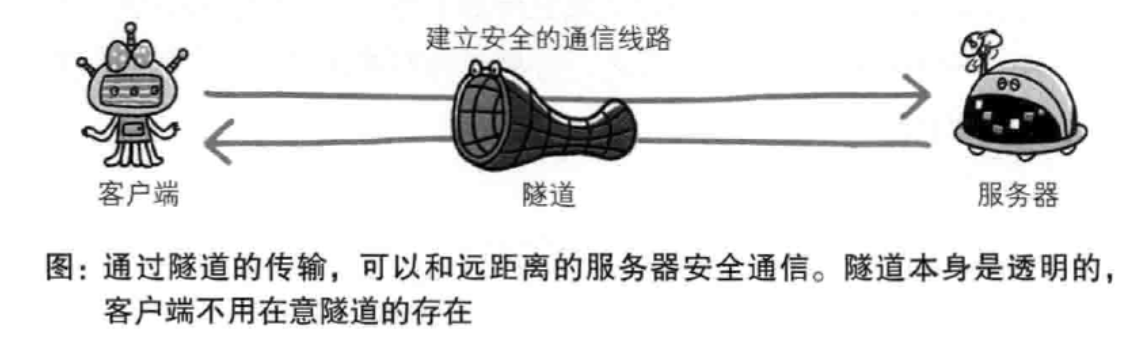 建立安全的通信线路
客户端
隧道
服务器
图：通过隧道的传输，可以和远距离的服务器安全通信。隧道本身是透明的，
客户端不用在意隧道的存在